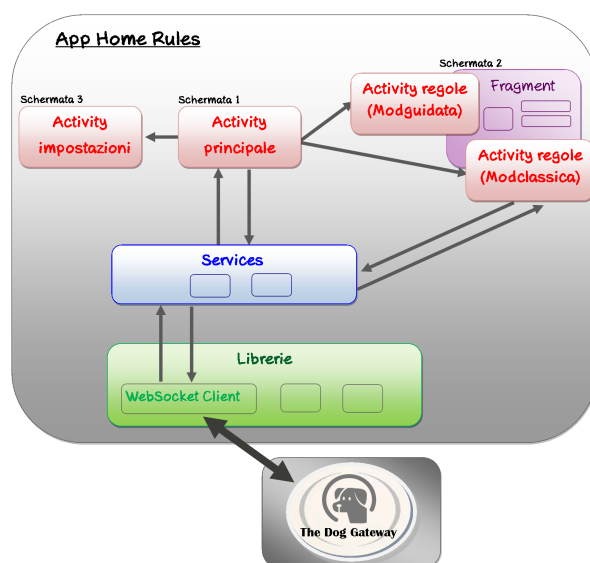 App Home Rules
Schermata 2
Schermata 3
Schermata 1
Activity regole
(Modguidata)
Fragment
Activity
impostazioni
Activity
principale
Activity regole
(Modclassica)
Services
Librerie
WebSocket Client
The Dog Gateway